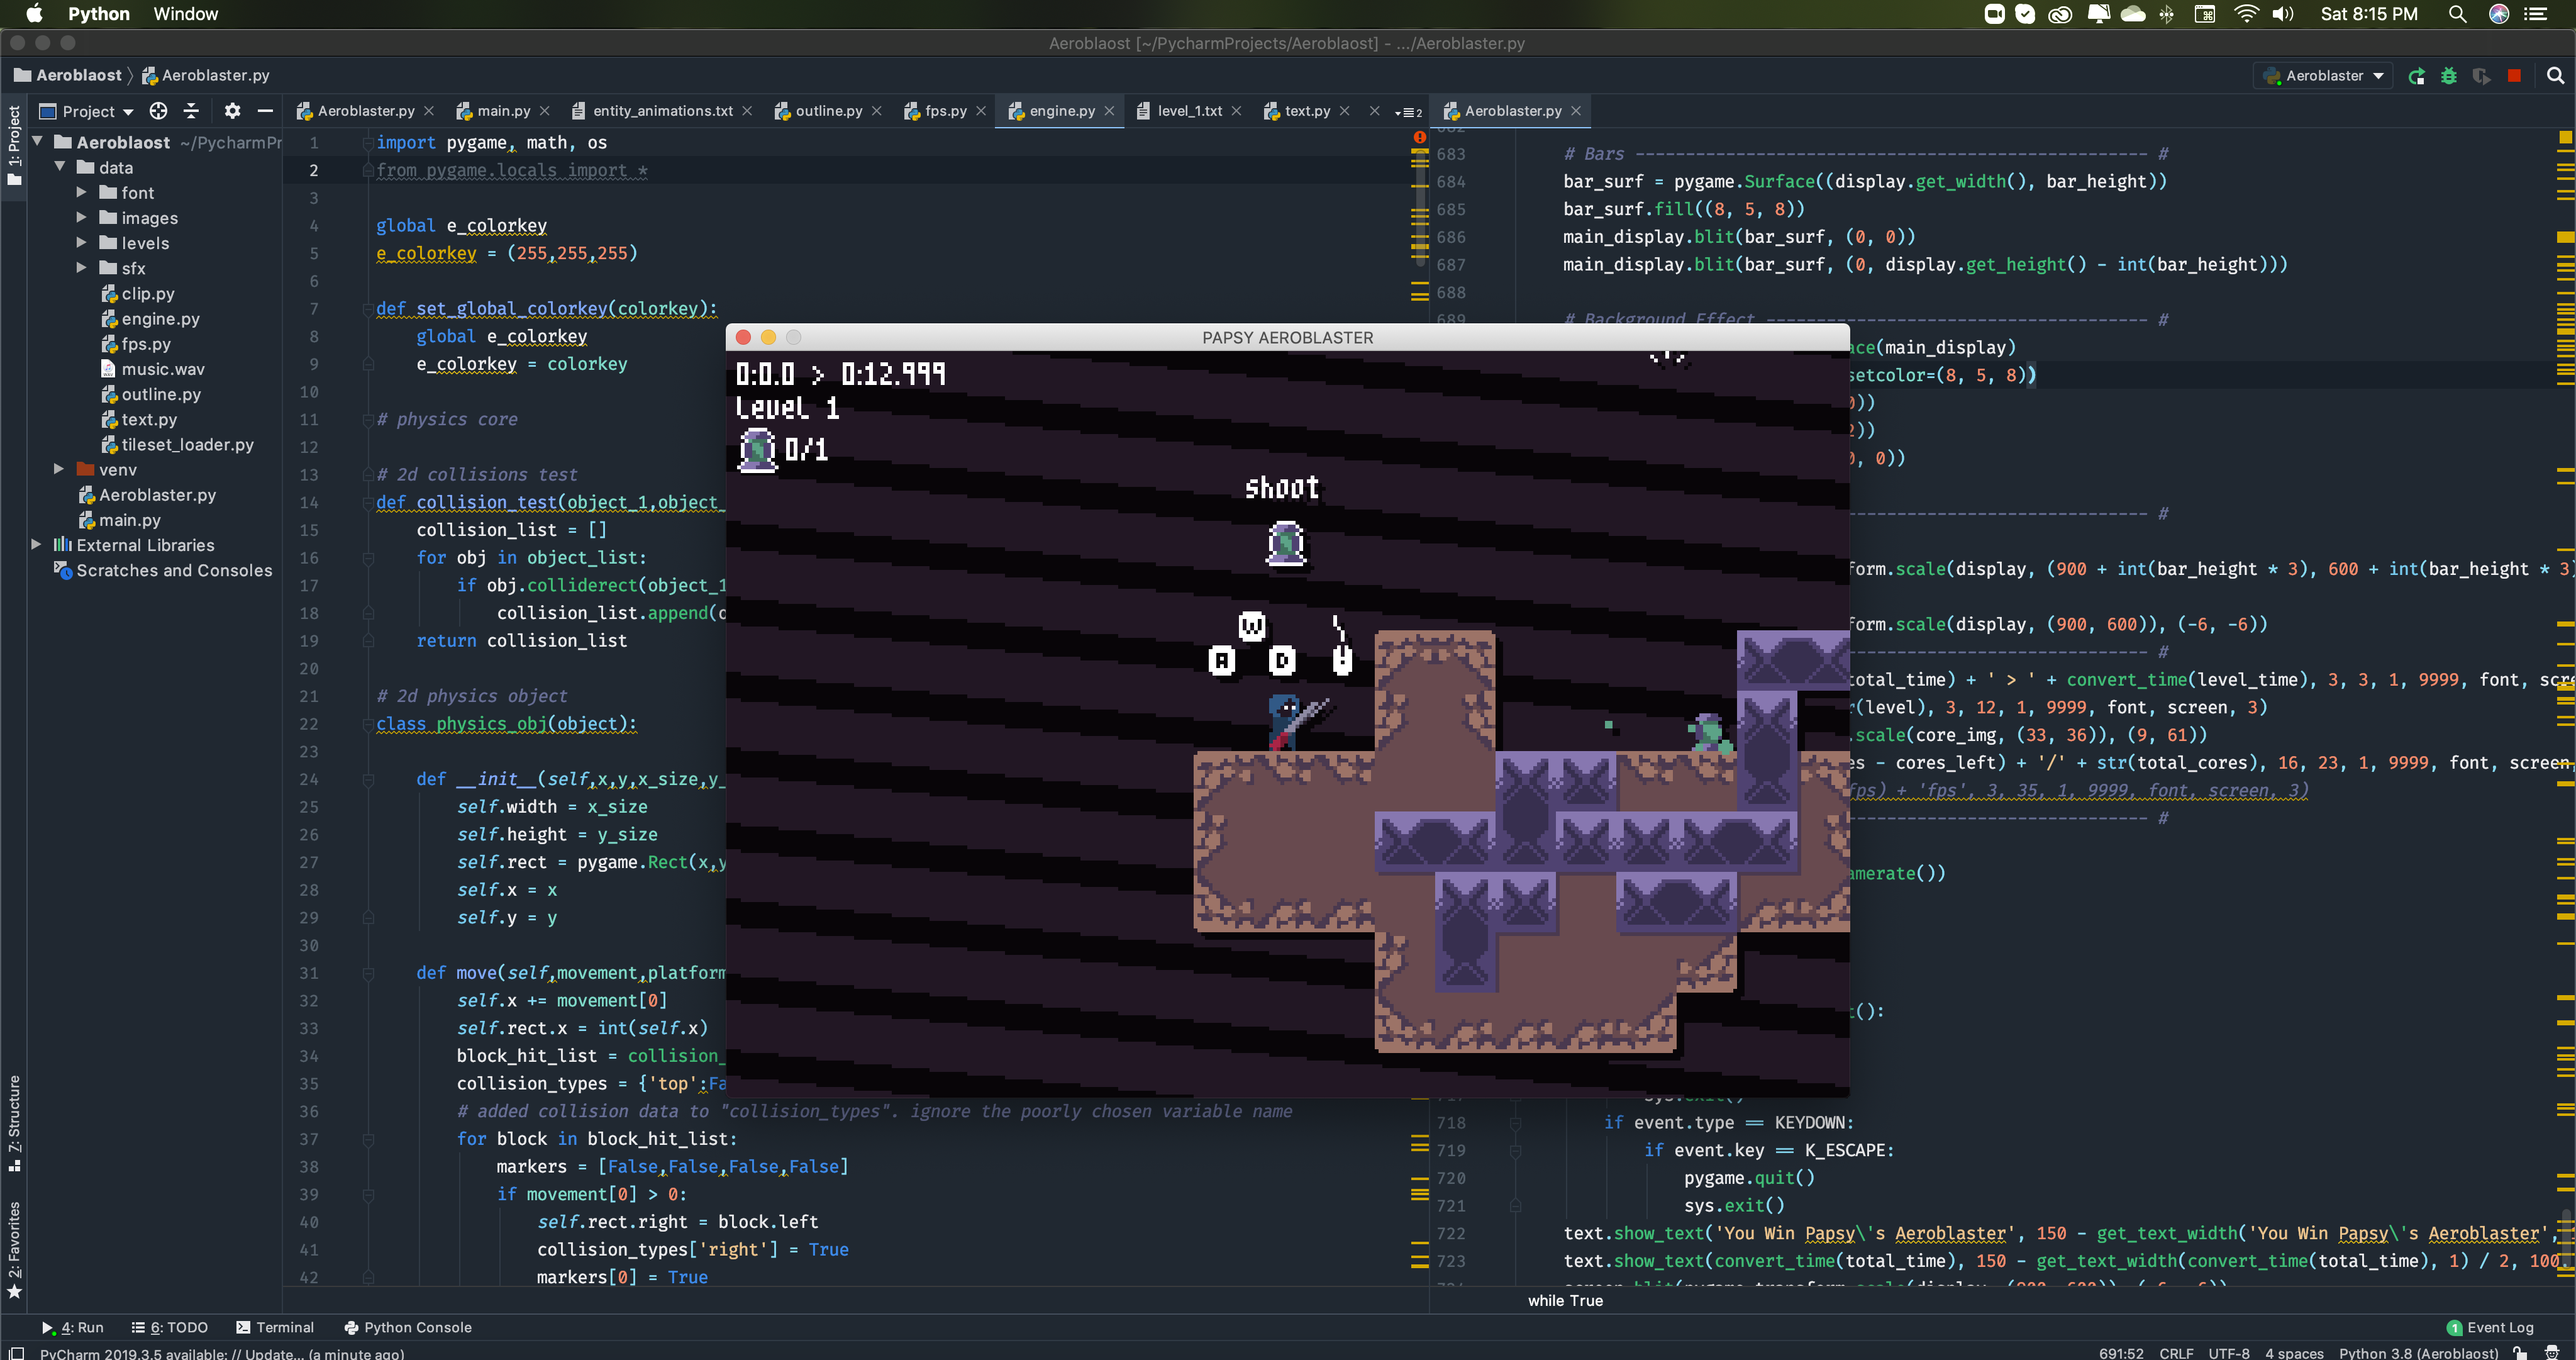 Python Window
Sat 8:15 PM
Aeroblaost [~/PycharmProjects/Aeroblaost] - .../Aeroblaster.py
Aeroblaost Aeroblaster.py
Aeroblaster
1: Project
Project
Aeroblaster.py main.py entity_animations.txt outline.py fps.py engine.py level_1.txt text.py
Aeroblaster.py
Aeroblaost ~/PycharmPr
data
font
images
levels
sfx
clip.py
engine.py
fps.py
music.wav
outline.py
text.py
tileset_loader.py
venv
Aeroblaster.py
main.py
External Libraries
Scratches and Consoles
1 import pygame, math, os
2 from pygame.locals import *
3
4 global e_colorkey
5 e_colorkey = (255,255,255)
6
7 def set_global_colorkey(colorkey):
8 global e_colorkey
9 e_colorkey = colorkey
10
11 # physics core
12
13 # 2d collisions test
14 def collision_test(object_1,object_
15 collision_list = []
16 for obj in object_list:
17 if obj.colliderect(object_1
18 collision_list.append(o
19 return collision_list
20
21 # 2d physics object
22 class physics_obj(object):
23
24 def __init__(self,x,y,x_size,y_
25 self.width = x_size
26 self.height = y_size
27 self.rect = pygame.Rect(x,y
28 self.x = x
29 self.y = y
30
31 def move(self,movement,platform
32 self.x += movement[0]
33 self.rect.x = int(self.x)
34 block_hit_list = collision_
35 collision_types = {'top':Fa
36 # added collision data to "collision_types". ignore the poorly chosen variable name
37 for block in block_hit_list:
38 markers = [False,False,False,False]
39 if movement[0] > 0:
40 self.rect.right = block.left
41 collision_types['right'] = True
42 markers[0] = True
PAPSY AEROBLASTER
0:0.0 > 0:12.999
Level 1
0/1
shoot
W
A D
683 # Bars ---------------------------------------------------- #
684 bar_surf = pygame.Surface((display.get_width(), bar_height))
685 bar_surf.fill((8, 5, 8))
686 main_display.blit(bar_surf, (0, 0))
687 main_display.blit(bar_surf, (0, display.get_height() - int(bar_height)))
688
689 # Background Effect --------------------------------------- #
ace(main_display)
setcolor=(8, 5, 8))
0))
2))
0, 0))
------------------------------ #
form.scale(display, (900 + int(bar_height * 3), 600 + int(bar_height * 3)
form.scale(display, (900, 600)), (-6, -6))
------------------------------ #
total_time) + ' > ' + convert_time(level_time), 3, 3, 1, 9999, font, scre
r(level), 3, 12, 1, 9999, font, screen, 3)
.scale(core_img, (33, 36)), (9, 61))
es - cores_left) + '/' + str(total_cores), 16, 23, 1, 9999, font, screen,
fps) + 'fps', 3, 35, 1, 9999, font, screen, 3)
------------------------------ #
amerate())
t():
718 if event.type == KEYDOWN:
719 if event.key == K_ESCAPE:
720 pygame.quit()
721 sys.exit()
722 text.show_text('You Win Papsy\'s Aeroblaster', 150 - get_text_width('You Win Papsy\'s Aeroblaster',
723 text.show_text(convert_time(total_time), 150 - get_text_width(convert_time(total_time), 1) / 2, 100,
while True
Z: Structure
2: Favorites
4: Run 6: TODO Terminal Python Console
1 Event Log
PyCharm 2019.3.5 available: // Update... (a minute ago)
691:52 CRLF UTF-8 4 spaces Python 3.8 (Aeroblaost)